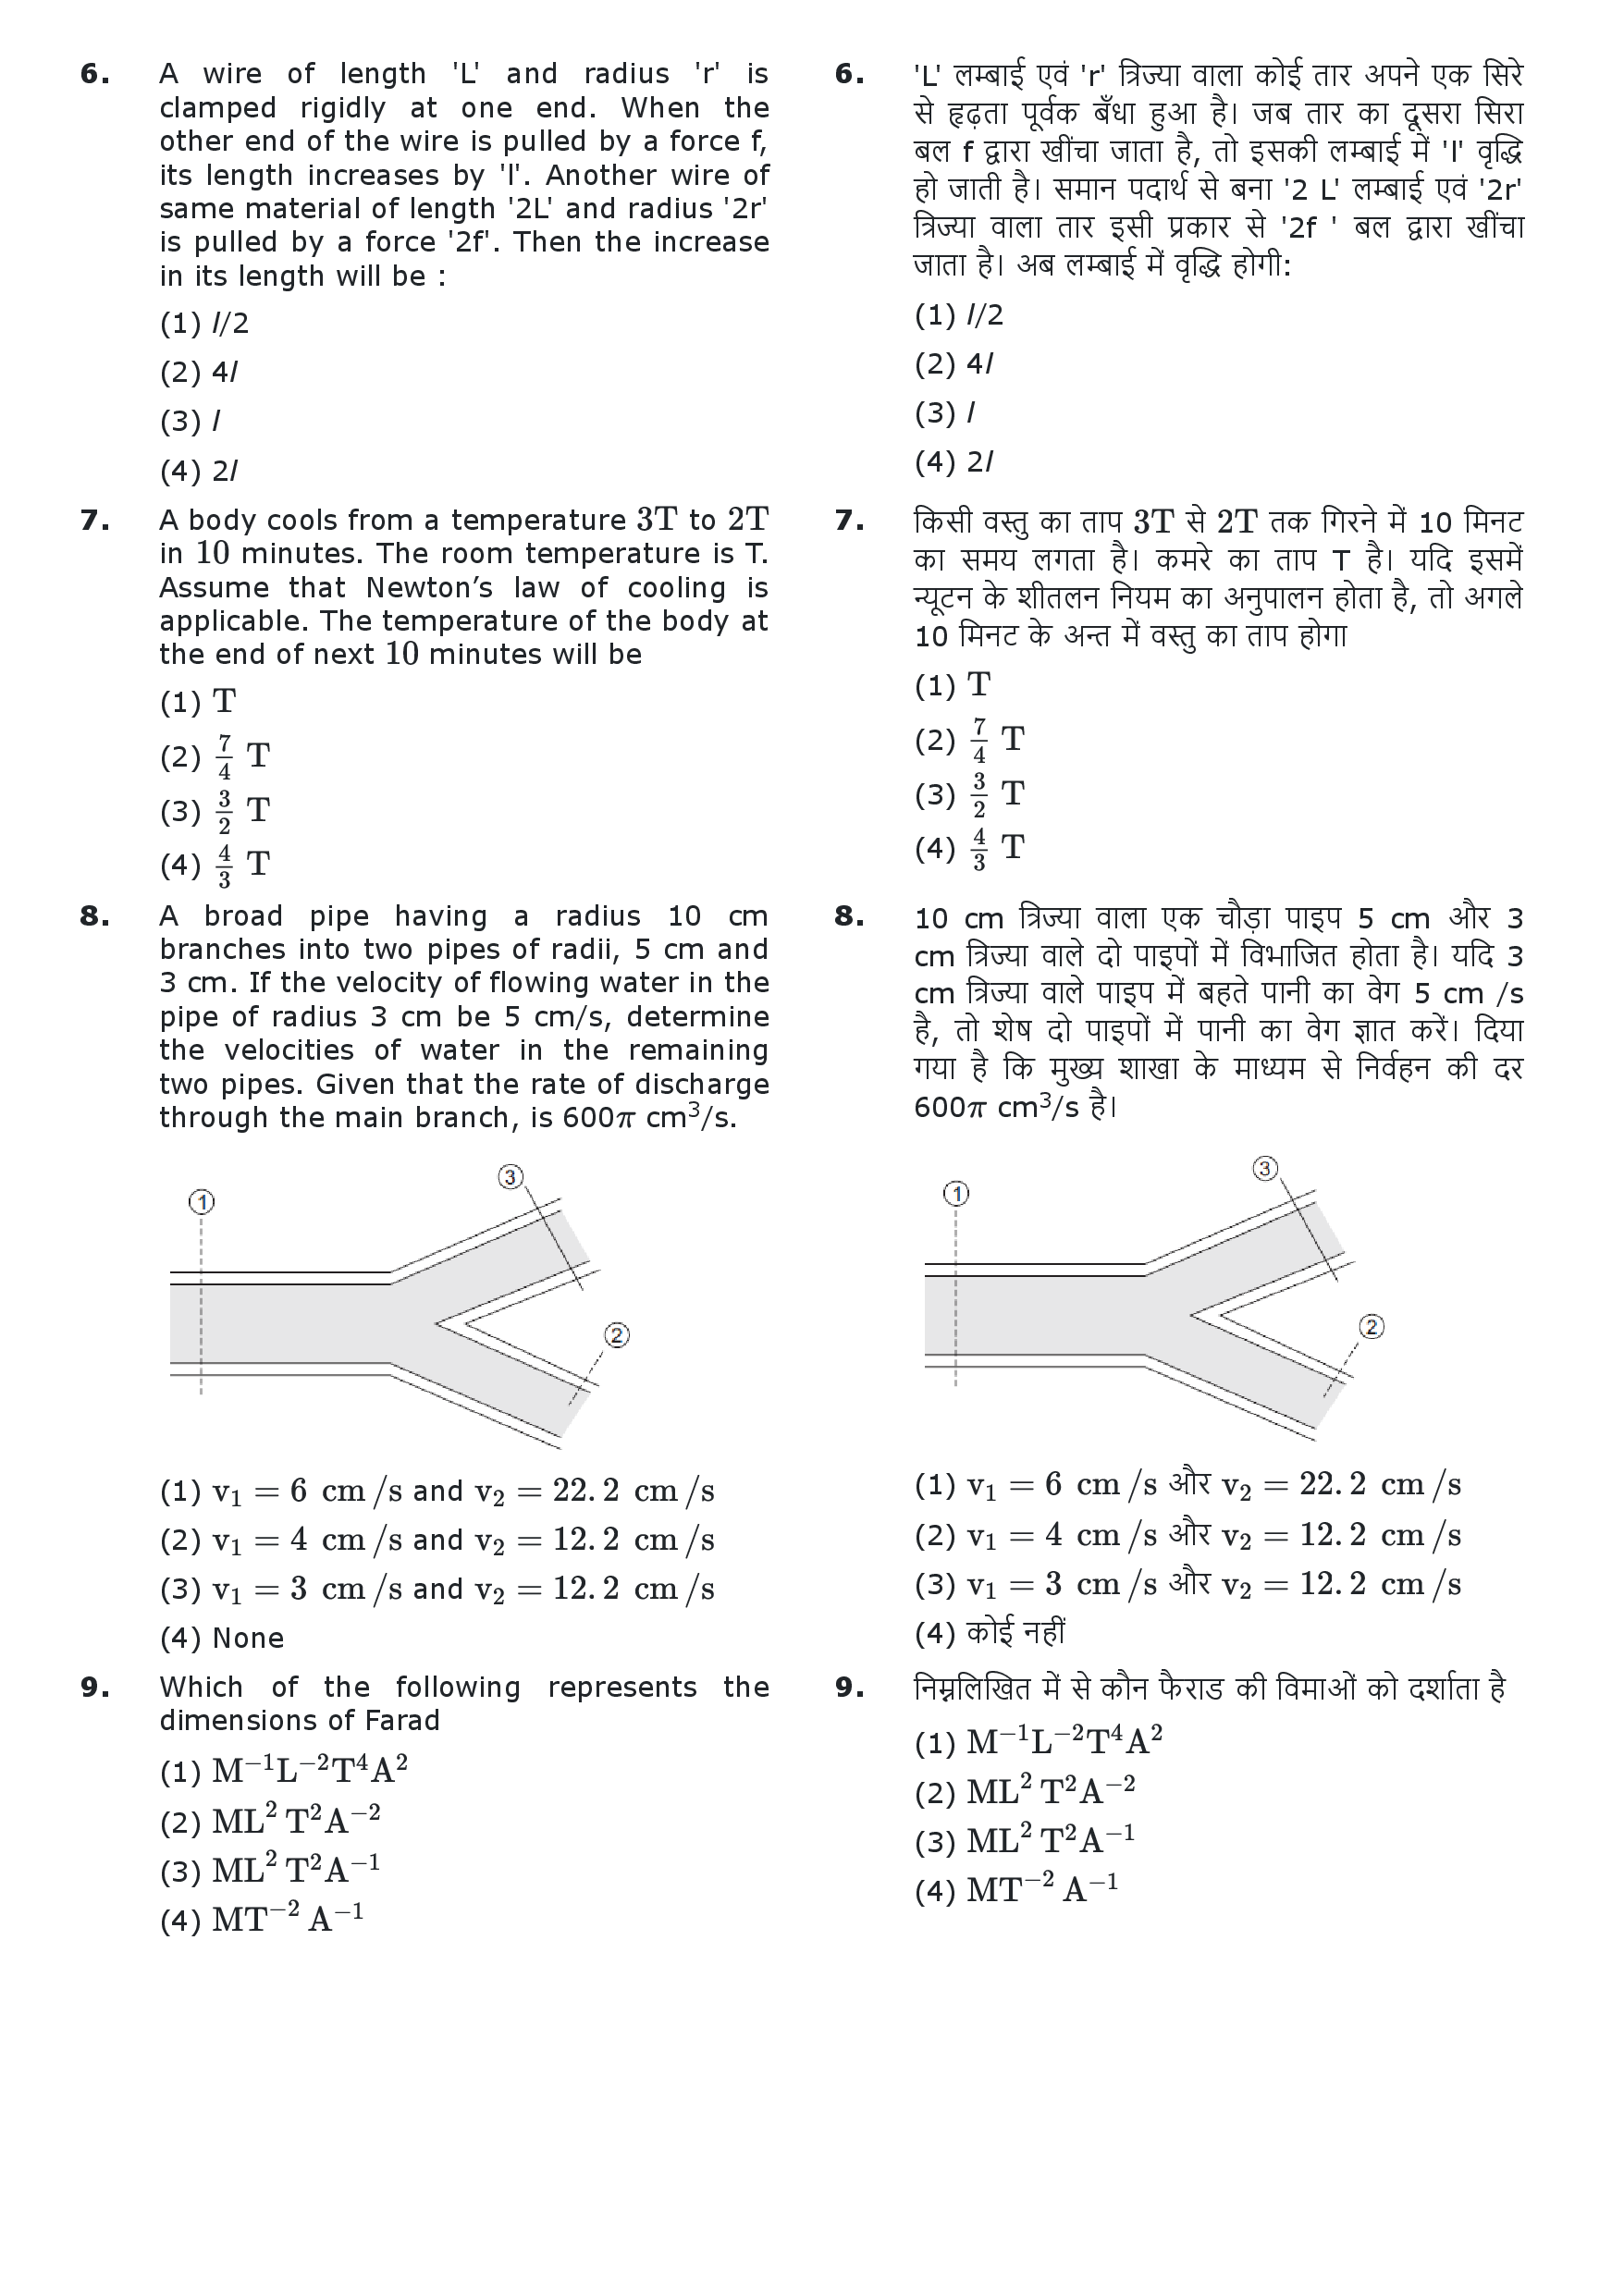 6. A wire of length 'L' and radius 'r' is
clamped rigidly at one end. When the
other end of the wire is pulled by a force f,
its length increases by 'l'. Another wire of
same material of length '2L' and radius '2r'
is pulled by a force '2f'. Then the increase
in its length will be :
(1) l/2
(2) 4l
(3) l
(4) 2l
7. A body cools from a temperature 3T to 2T
in 10 minutes. The room temperature is T.
Assume that Newton’s law of cooling is
applicable. The temperature of the body at
the end of next 10 minutes will be
(1) T
(2) 7/4 T
(3) 3/2 T
(4) 4/3 T
8. A broad pipe having a radius 10 cm
branches into two pipes of radii, 5 cm and
3 cm. If the velocity of flowing water in the
pipe of radius 3 cm be 5 cm/s, determine
the velocities of water in the remaining
two pipes. Given that the rate of discharge
through the main branch, is 600π cm³/s.
①
③
②
(1) v₁ = 6 cm /s and v₂ = 22. 2 cm /s
(2) v₁ = 4 cm /s and v₂ = 12. 2 cm /s
(3) v₁ = 3 cm /s and v₂ = 12. 2 cm /s
(4) None
9. Which of the following represents the
dimensions of Farad
(1) M⁻¹L⁻²T⁴A²
(2) ML² T²A⁻²
(3) ML² T²A⁻¹
(4) MT⁻² A⁻¹
6. 'L' लम्बाई एवं 'r' त्रिज्या वाला कोई तार अपने एक सिरे
से हृढ़ता पूर्वक बँधा हुआ है। जब तार का दूसरा सिरा
बल f द्वारा खींचा जाता है, तो इसकी लम्बाई में 'l' वृद्धि
हो जाती है। समान पदार्थ से बना '2 L' लम्बाई एवं '2r'
त्रिज्या वाला तार इसी प्रकार से '2f ' बल द्वारा खींचा
जाता है। अब लम्बाई में वृद्धि होगी:
(1) l/2
(2) 4l
(3) l
(4) 2l
7. किसी वस्तु का ताप 3T से 2T तक गिरने में 10 मिनट
का समय लगता है। कमरे का ताप T है। यदि इसमें
न्यूटन के शीतलन नियम का अनुपालन होता है, तो अगले
10 मिनट के अन्त में वस्तु का ताप होगा
(1) T
(2) 7/4 T
(3) 3/2 T
(4) 4/3 T
8. 10 cm त्रिज्या वाला एक चौड़ा पाइप 5 cm और 3
cm त्रिज्या वाले दो पाइपों में विभाजित होता है। यदि 3
cm त्रिज्या वाले पाइप में बहते पानी का वेग 5 cm /s
है, तो शेष दो पाइपों में पानी का वेग ज्ञात करें। दिया
गया है कि मुख्य शाखा के माध्यम से निर्वहन की दर
600π cm³/s है।
①
③
②
(1) v₁ = 6 cm /s और v₂ = 22. 2 cm /s
(2) v₁ = 4 cm /s और v₂ = 12. 2 cm /s
(3) v₁ = 3 cm /s और v₂ = 12. 2 cm /s
(4) कोई नहीं
9. निम्नलिखित में से कौन फैराड की विमाओं को दर्शाता है
(1) M⁻¹L⁻²T⁴A²
(2) ML² T²A⁻²
(3) ML² T²A⁻¹
(4) MT⁻² A⁻¹